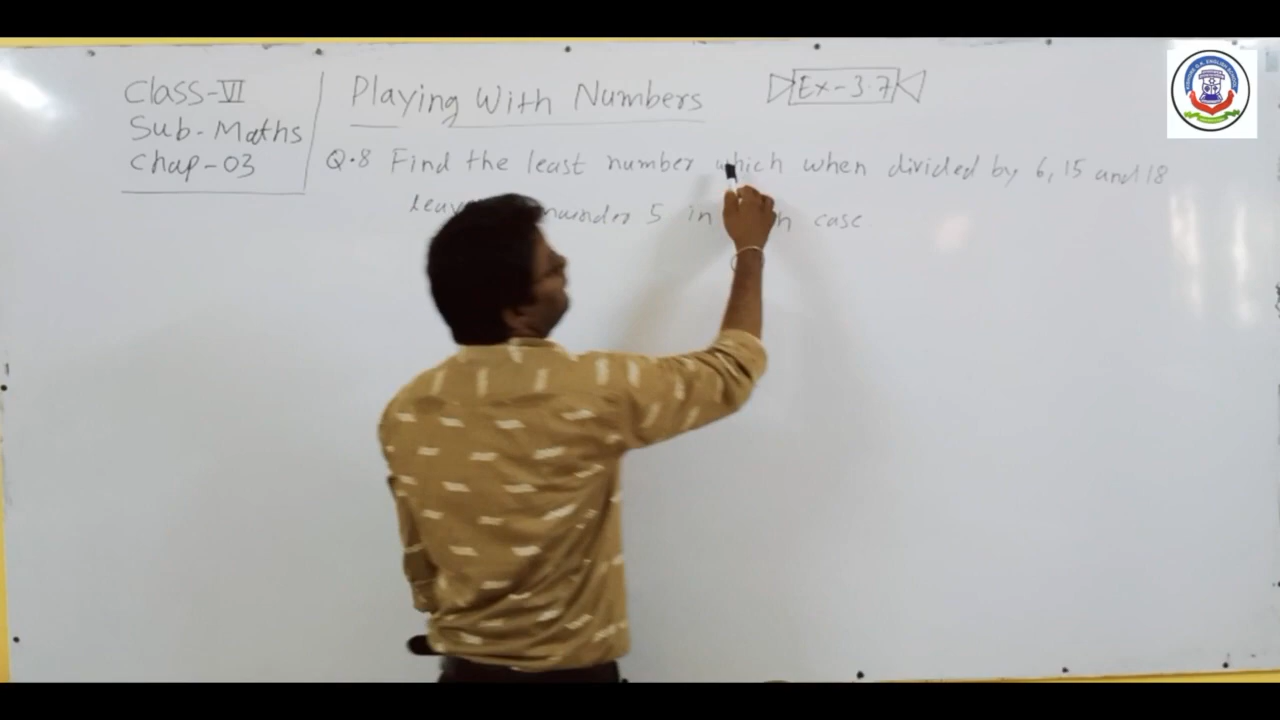 Class-VI
Sub-Maths
Chap-03
Playing With Numbers
Ex-3.7
Q.8 Find the least number which when divided by 6, 15 and 18
5 in case